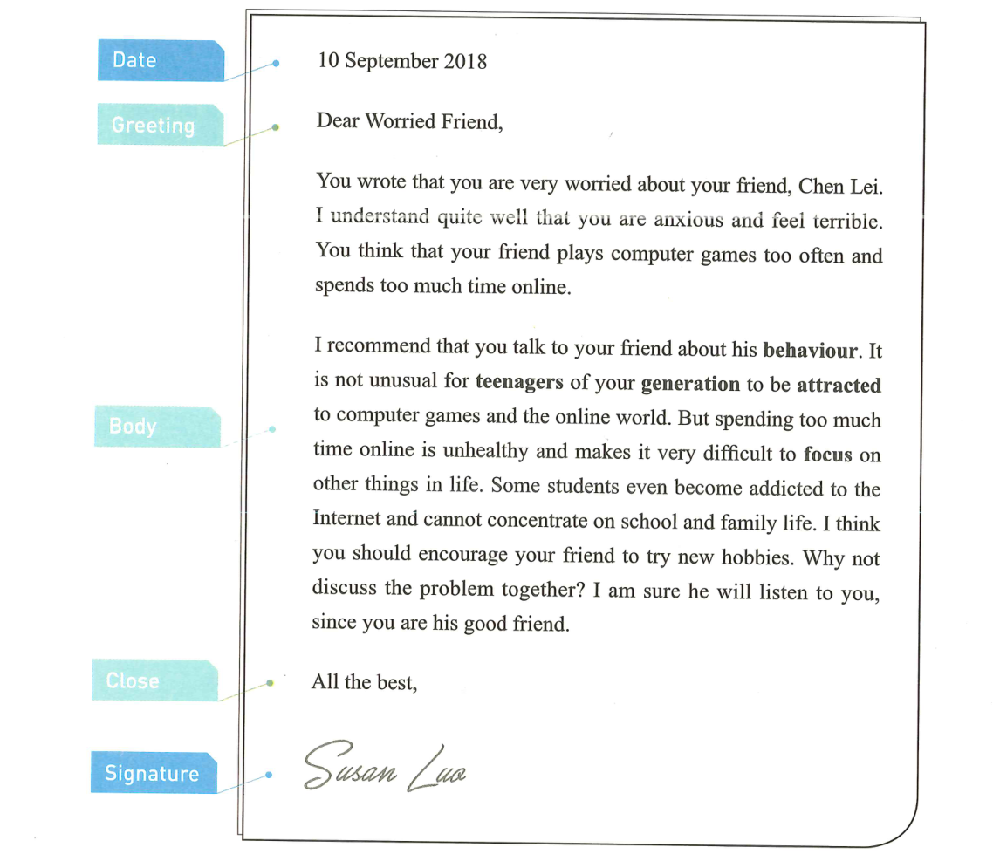 Date
10 September 2018
Greeting
Dear Worried Friend,
You wrote that you are very worried about your friend, Chen Lei.
I understand quite well that you are anxious and feel terrible.
You think that your friend plays computer games too often and
spends too much time online.
I recommend that you talk to your friend about his behaviour. It
is not unusual for teenagers of your generation to be attracted
to computer games and the online world. But spending too much
Body
time online is unhealthy and makes it very difficult to focus on
other things in life. Some students even become addicted to the
Internet and cannot concentrate on school and family life. I think
you should encourage your friend to try new hobbies. Why not
discuss the problem together? I am sure he will listen to you,
since you are his good friend.
Close
All the best,
Signature
Susan Luo